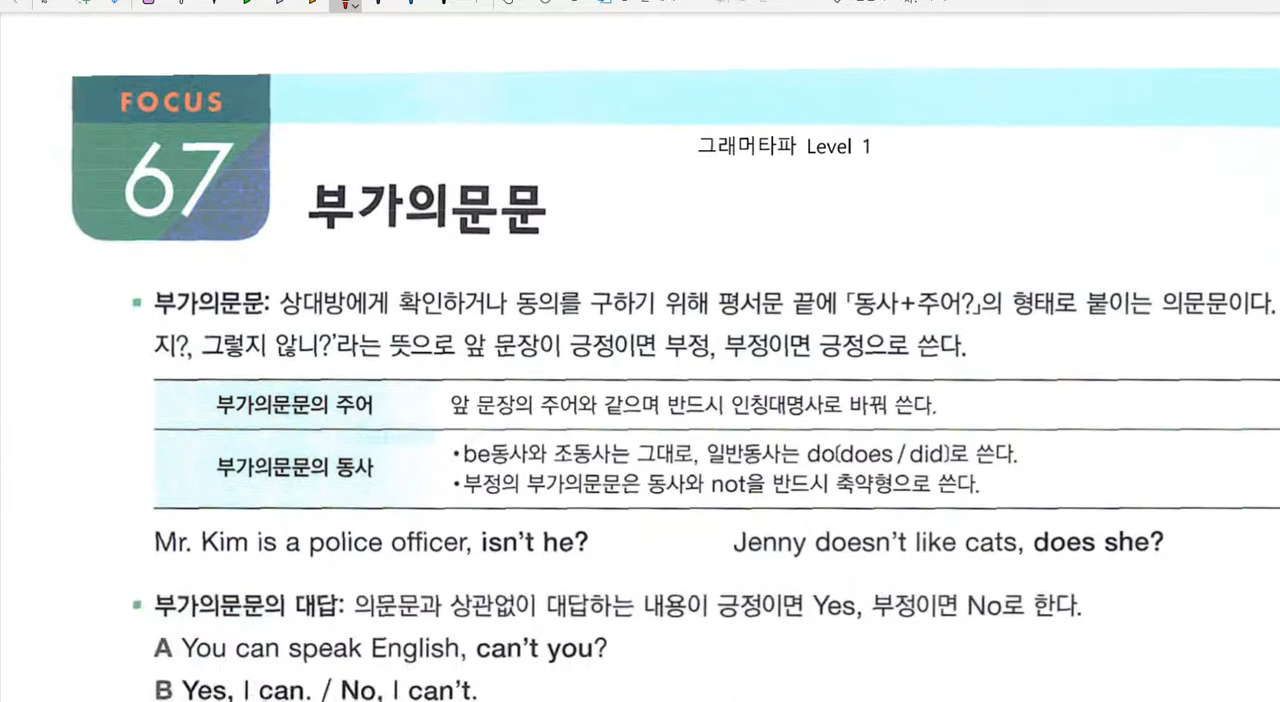 FOCUS
67
그래머타파 Level 1
부가의문문
부가의문문: 상대방에게 확인하거나 동의를 구하기 위해 평서문 끝에 「동사+주어?」의 형태로 붙이는 의문문이다.
지?, 그렇지 않니?'라는 뜻으로 앞 문장이 긍정이면 부정, 부정이면 긍정으로 쓴다.
부가의문문의 주어 앞 문장의 주어와 같으며 반드시 인칭대명사로 바꿔 쓴다.
부가의문문의 동사
•be동사와 조동사는 그대로, 일반동사는 do(does/did)로 쓴다.
•부정의 부가의문문은 동사와 not을 반드시 축약형으로 쓴다.
Mr. Kim is a police officer, isn't he? Jenny doesn't like cats, does she?
부가의문문의 대답: 의문문과 상관없이 대답하는 내용이 긍정이면 Yes, 부정이면 No로 한다.
A You can speak English, can't you?
B Yes, I can. / No, I can't.